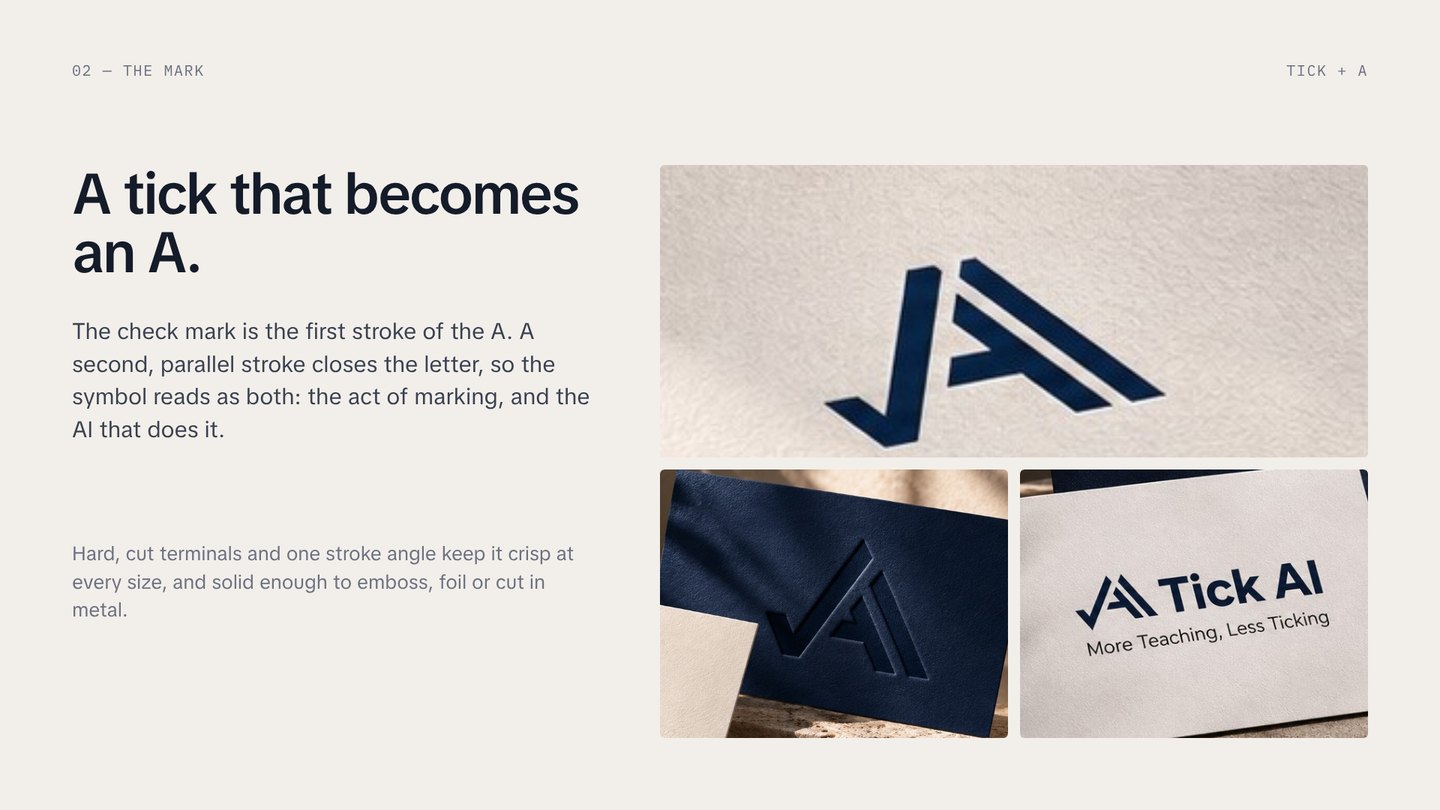 02 — THE MARK
TICK + A
A tick that becomes
an A.
The check mark is the first stroke of the A. A
second, parallel stroke closes the letter, so the
symbol reads as both: the act of marking, and the
AI that does it.
Hard, cut terminals and one stroke angle keep it crisp at
every size, and solid enough to emboss, foil or cut in
metal.
Tick AI
More Teaching, Less Ticking